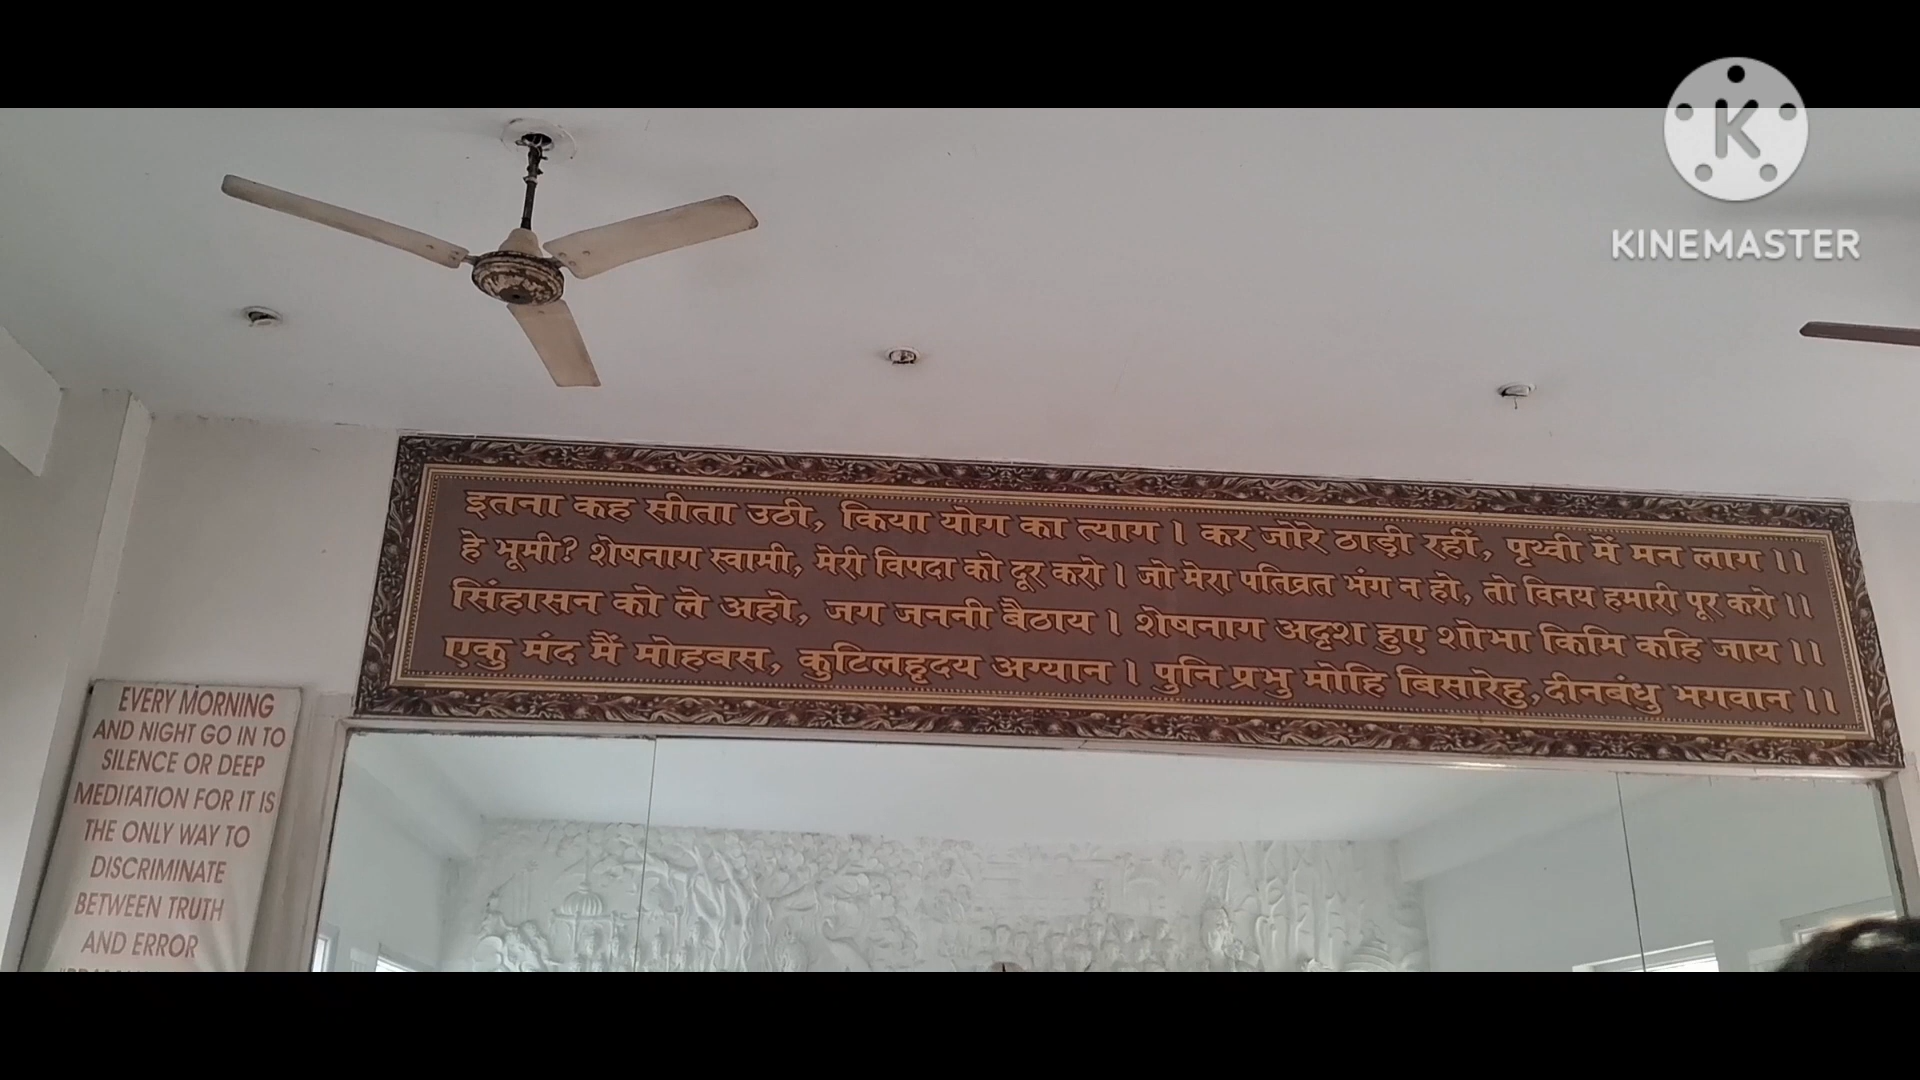 KINEMASTER
इतना कह सीता उठी, किया योग का त्याग । कर जोरे ठाड़ी रहीं, पृथ्वी में मन लाग ।।
हे भूमी? शेषनाग स्वामी, मेरी विपदा को दूर करो । जो मेरा पतिव्रत भंग न हो, तो विनय हमारी पूर करो ।।
सिंहासन को ले अहो, जग जननी बैठाय । शेषनाग अदृश हुए शोभा किमि कहि जाय ।।
एकु मंद मैं मोहबस, कुटिलहृदय अग्यान । पुनि प्रभु मोहि बिसारेहु, दीनबंधु भगवान ।।
EVERY MORNING
AND NIGHT GO IN TO
SILENCE OR DEEP
MEDITATION FOR IT IS
THE ONLY WAY TO
DISCRIMINATE
BETWEEN TRUTH
AND ERROR